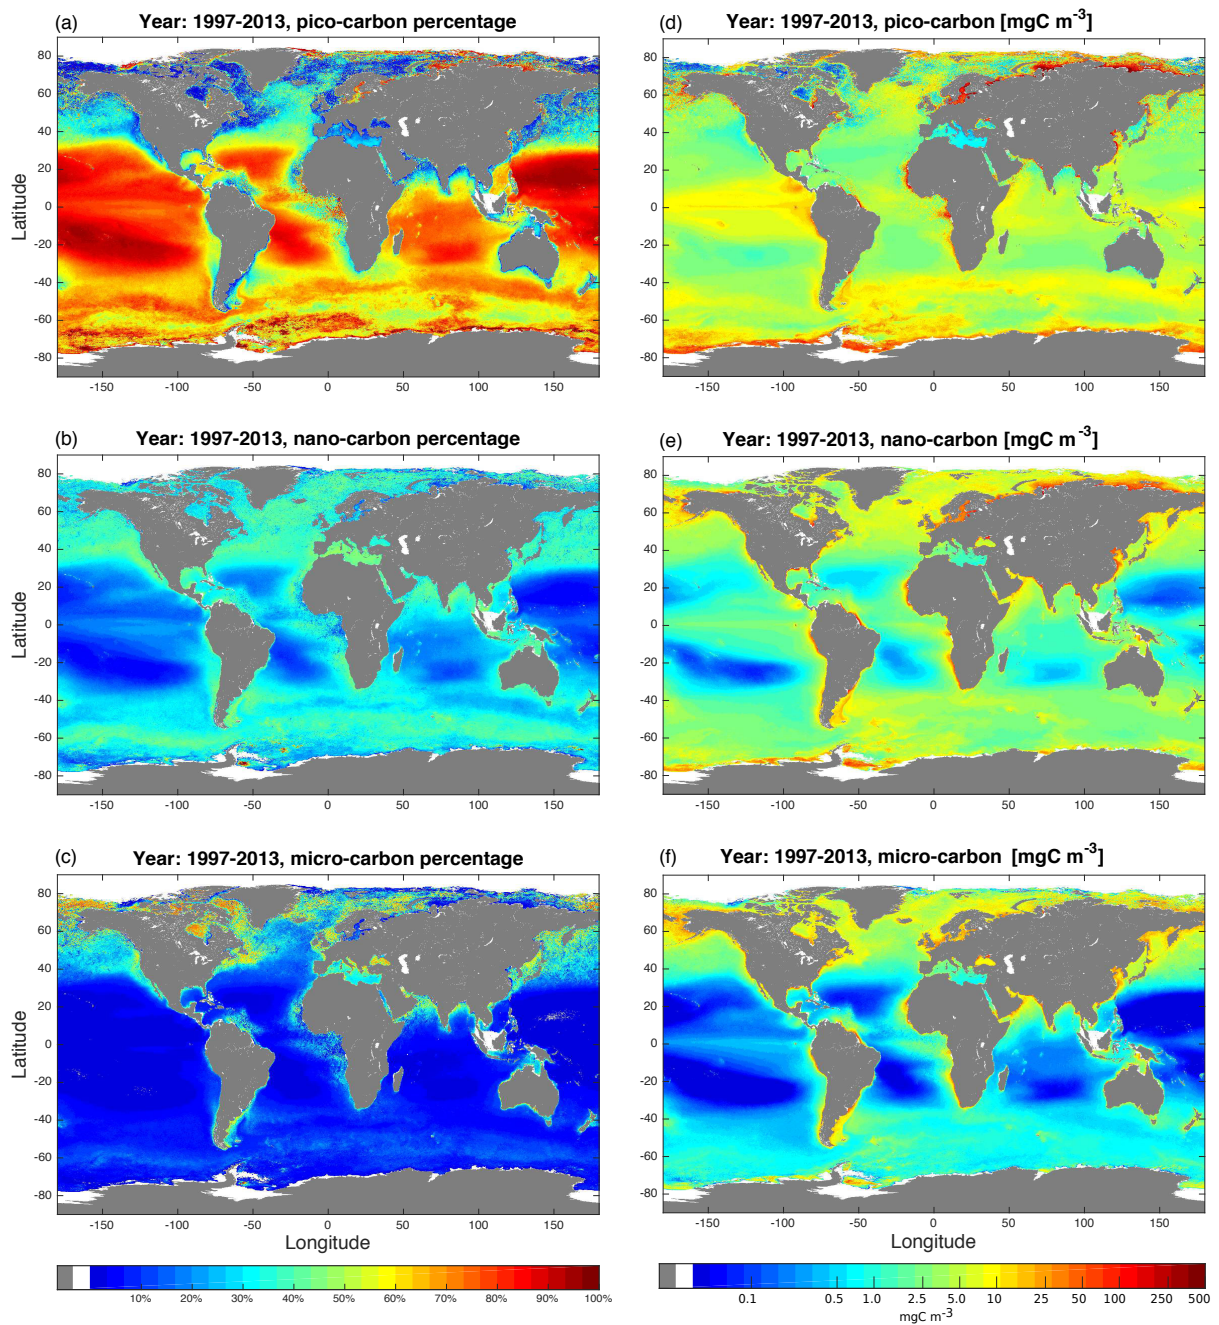 (a) Year: 1997-2013, pico-carbon percentage
80
60
40
20
0
-20
-40
-60
-80
Latitude
-150 -100 -50 0 50 100 150
(d) Year: 1997-2013, pico-carbon [mgC m⁻³]
80
60
40
20
0
-20
-40
-60
-80
-150 -100 -50 0 50 100 150
(b) Year: 1997-2013, nano-carbon percentage
80
60
40
20
0
-20
-40
-60
-80
Latitude
-150 -100 -50 0 50 100 150
(e) Year: 1997-2013, nano-carbon [mgC m⁻³]
80
60
40
20
0
-20
-40
-60
-80
-150 -100 -50 0 50 100 150
(c) Year: 1997-2013, micro-carbon percentage
80
60
40
20
0
-20
-40
-60
-80
Latitude
-150 -100 -50 0 50 100 150
Longitude
(f) Year: 1997-2013, micro-carbon [mgC m⁻³]
80
60
40
20
0
-20
-40
-60
-80
-150 -100 -50 0 50 100 150
Longitude
10% 20% 30% 40% 50% 60% 70% 80% 90% 100%
0.1 0.5 1.0 2.5 5.0 10 25 50 100 250 500
mgC m⁻³